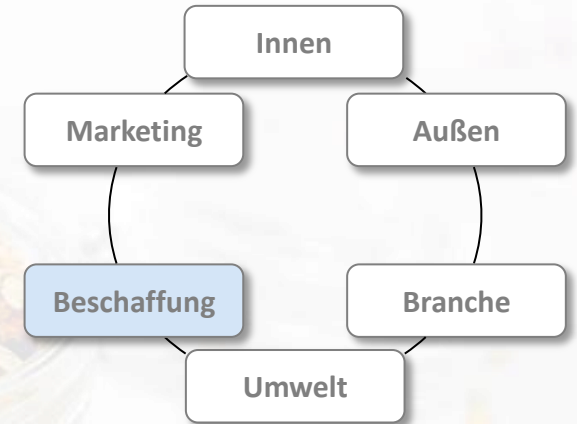 Innen
Marketing
Außen
Beschaffung
Branche
Umwelt